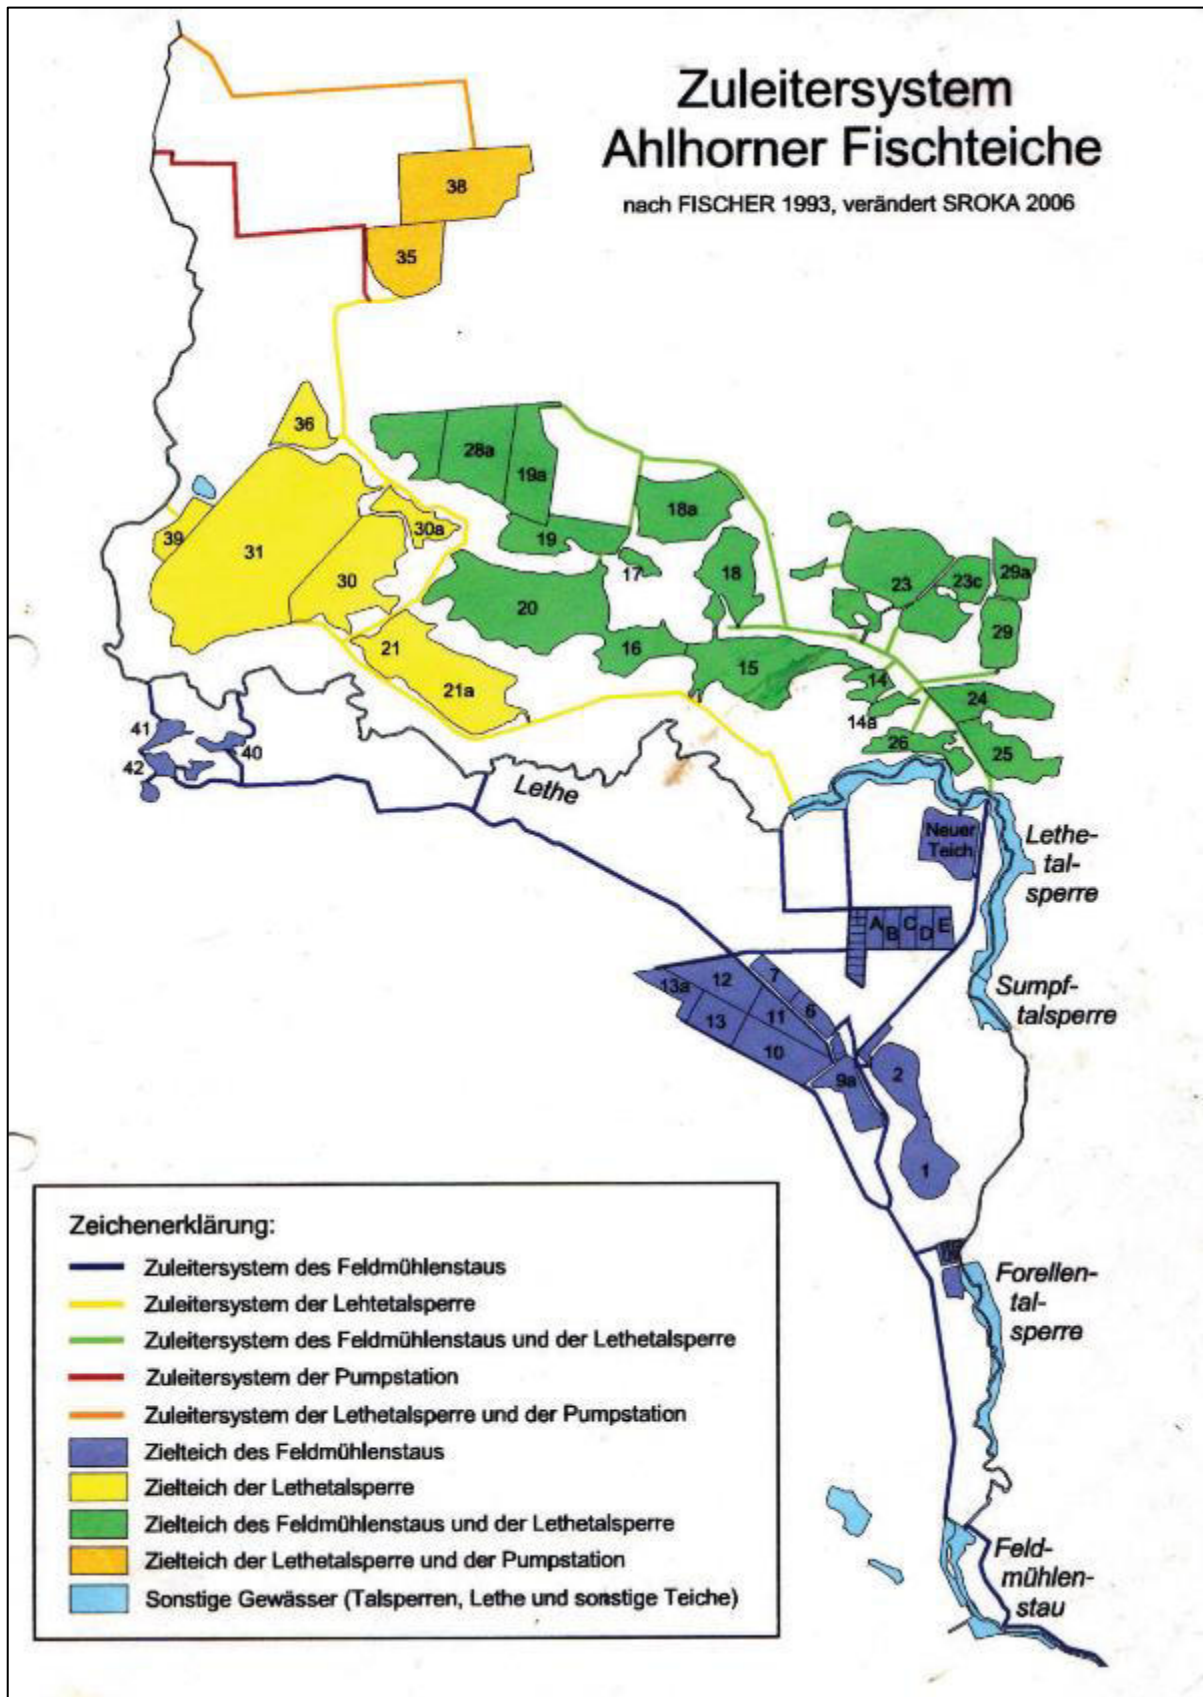 Zuleitersystem
Ahlhorner Fischteiche
nach FISCHER 1993, verändert SROKA 2006
38
35
36
28a
19a
18a
39
31
30a
30
19
17
18
23
23c
29a
20
29
21
16
15
14
21a
14a
24
26
25
41
40
42
Lethe
Neuer
Teich
Lethe-
tal-
sperre
A
B
C
D
E
Sumpf-
talsperre
13a
12
7
13
11
6
10
9a
2
1
Forellen-
tal-
sperre
Feld-
mühlen-
stau
Zeichenerklärung:
Zuleitersystem des Feldmühlenstaus
Zuleitersystem der Lehtetalsperre
Zuleitersystem des Feldmühlenstaus und der Lethetalsperre
Zuleitersystem der Pumpstation
Zuleitersystem der Lethetalsperre und der Pumpstation
Zielteich des Feldmühlenstaus
Zielteich der Lethetalsperre
Zielteich des Feldmühlenstaus und der Lethetalsperre
Zielteich der Lethetalsperre und der Pumpstation
Sonstige Gewässer (Talsperren, Lethe und sonstige Teiche)